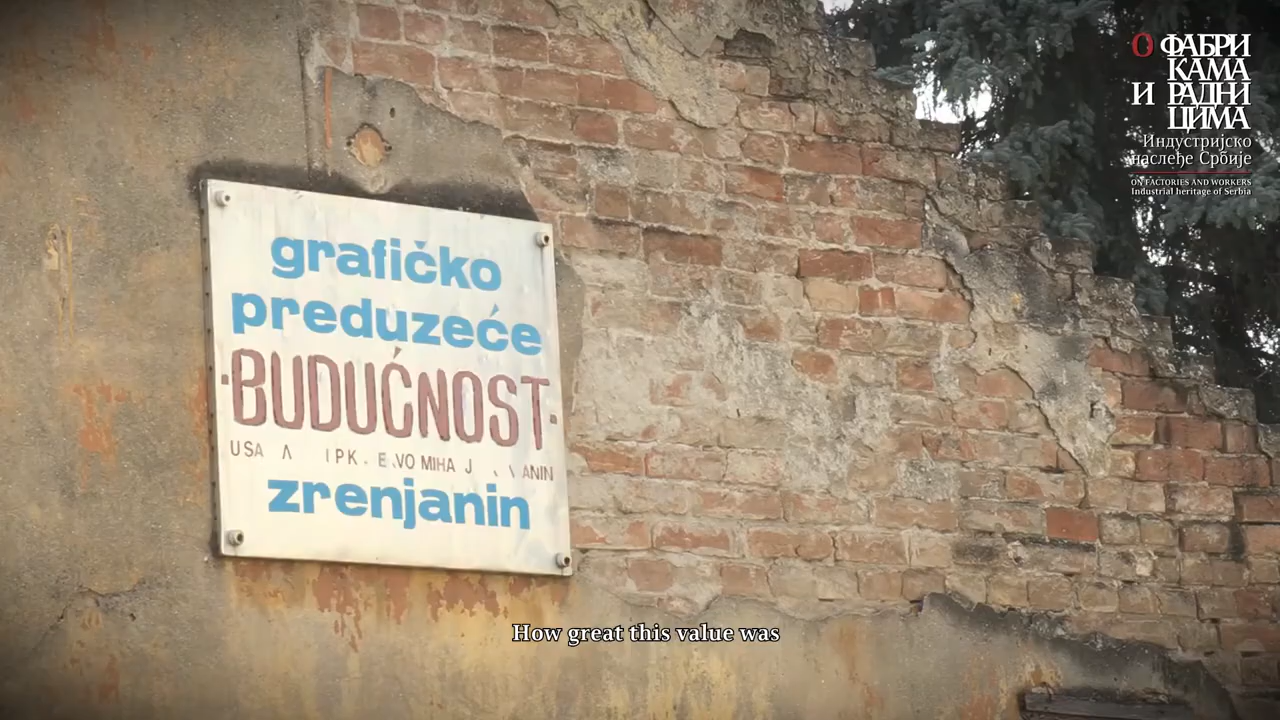 grafičko
preduzeće
·BUDUĆNOST·
zrenjanin
О ФАБРИ
КАМА
И РАДНИ
ЦИМА
Индустријско
наслеђе Србије
ON FACTORIES AND WORKERS
Industrial heritage of Serbia
How great this value was